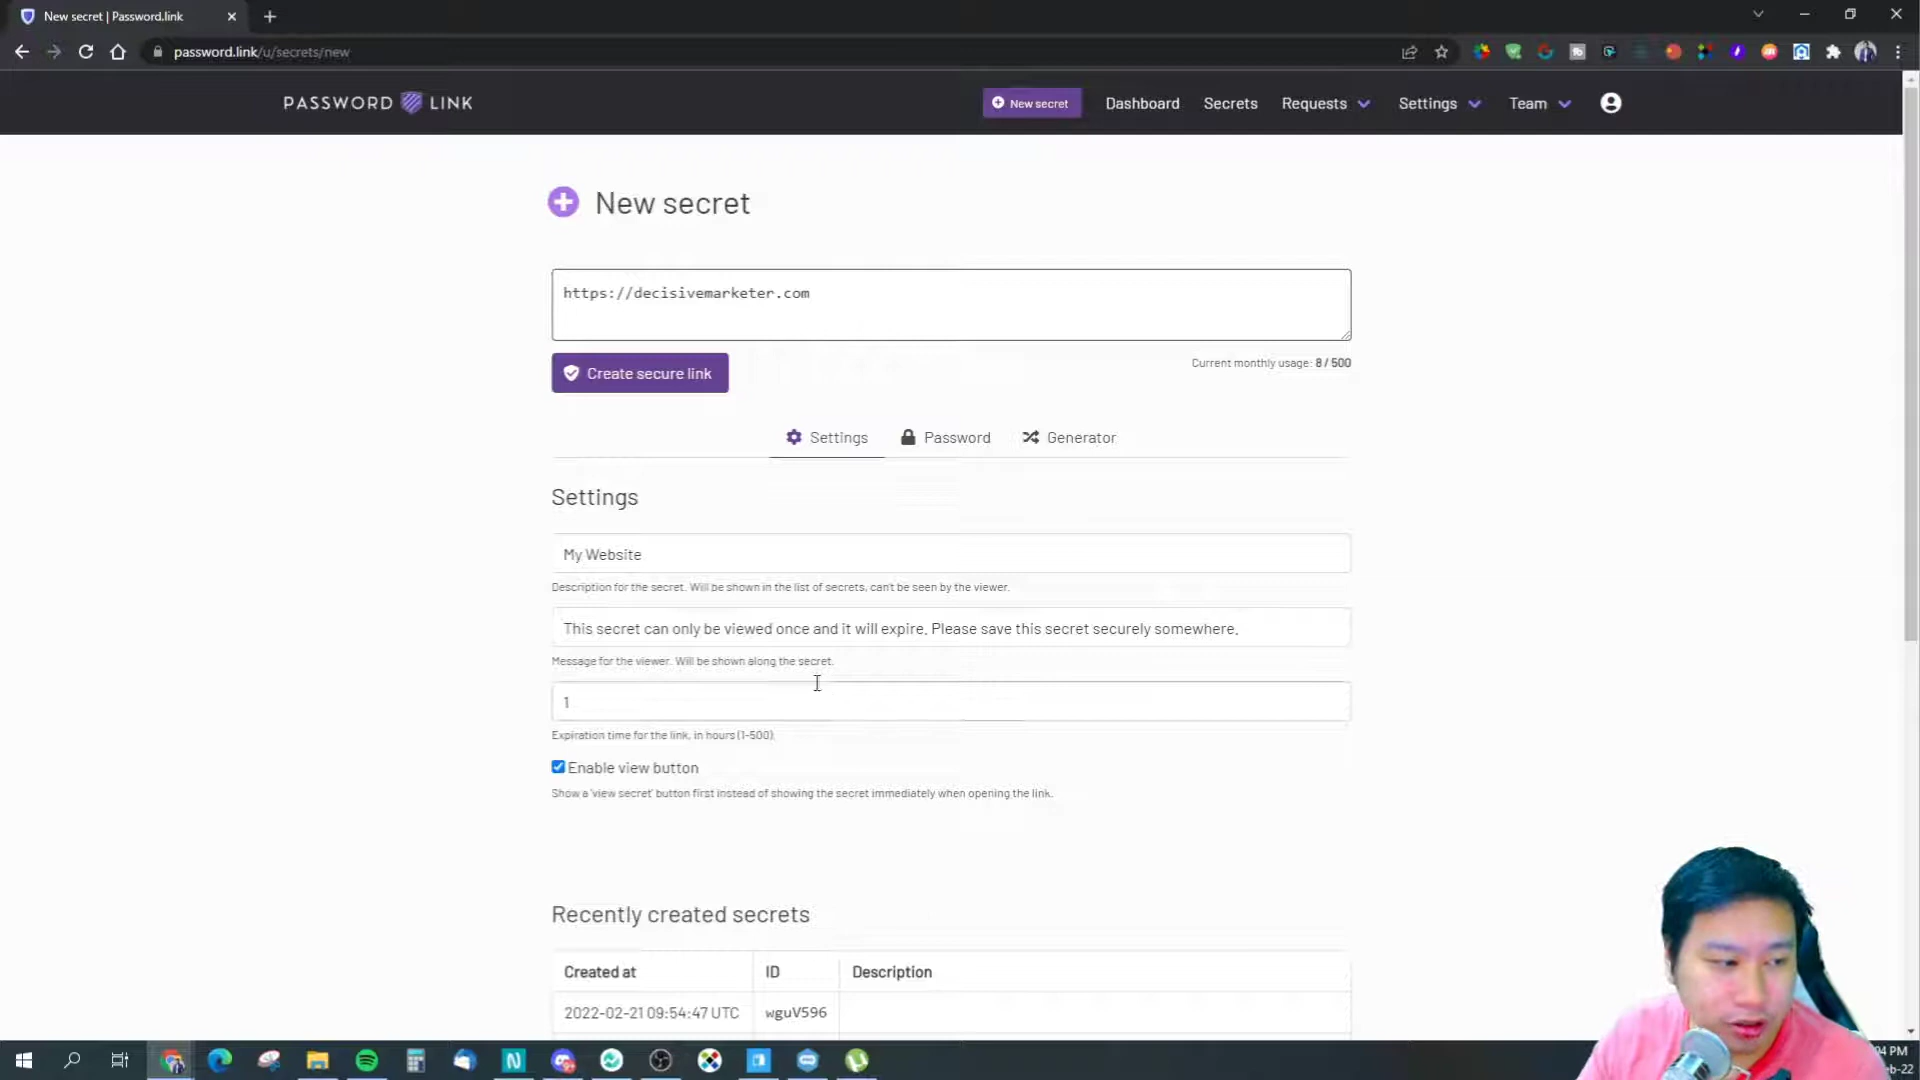 New secret | Password.link
password.link/u/secrets/new
PASSWORD LINK
New secret
Dashboard
Secrets
Requests
Settings
Team
New secret
https://decisivemarketer.com
Create secure link
Current monthly usage: 8 / 500
Settings
Password
Generator
Settings
My Website
Description for the secret. Will be shown in the list of secrets, can't be seen by the viewer.
This secret can only be viewed once and it will expire. Please save this secret securely somewhere.
Message for the viewer. Will be shown along the secret.
1
Expiration time for the link, in hours (1-500).
Enable view button
Show a 'view secret' button first instead of showing the secret immediately when opening the link.
Recently created secrets
Created at ID Description
2022-02-21 09:54:47 UTC wguV596